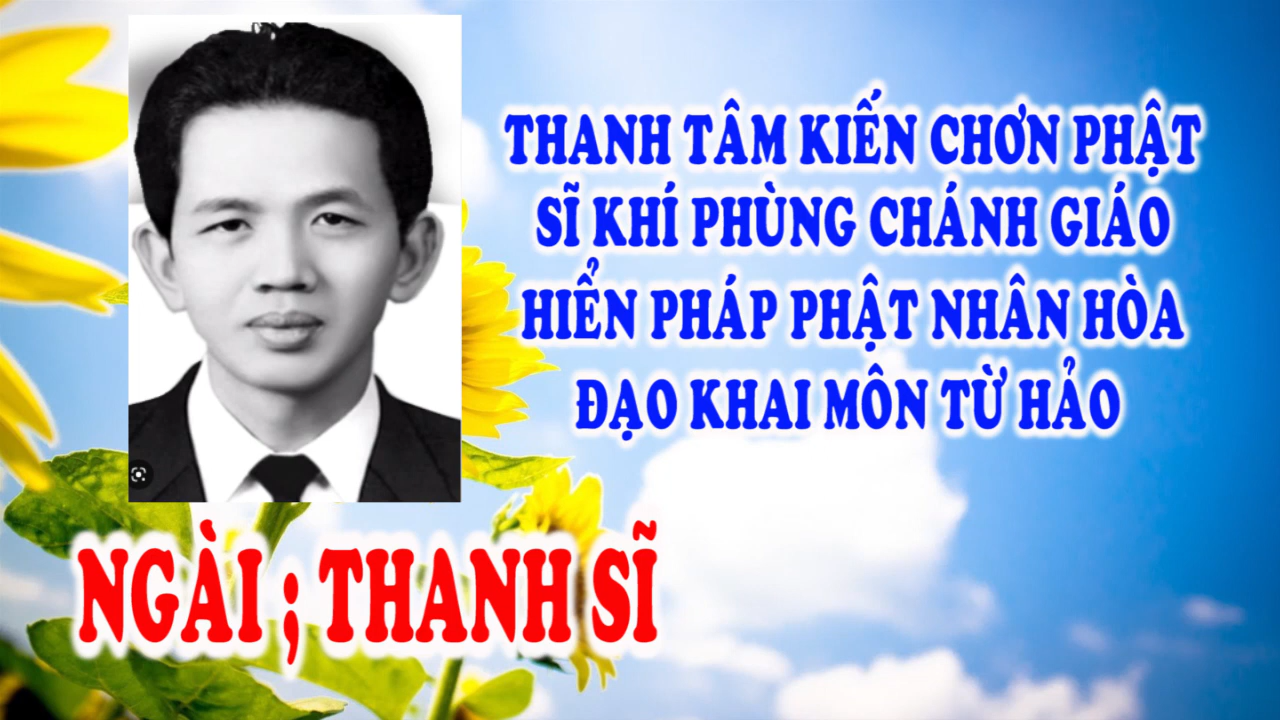 THANH TÂM KIẾN CHƠN PHẬT
SĨ KHÍ PHÙNG CHÁNH GIÁO
HIỂN PHÁP PHẬT NHÂN HÒA
ĐẠO KHAI MÔN TỪ HẢO
NGÀI ; THANH SĨ